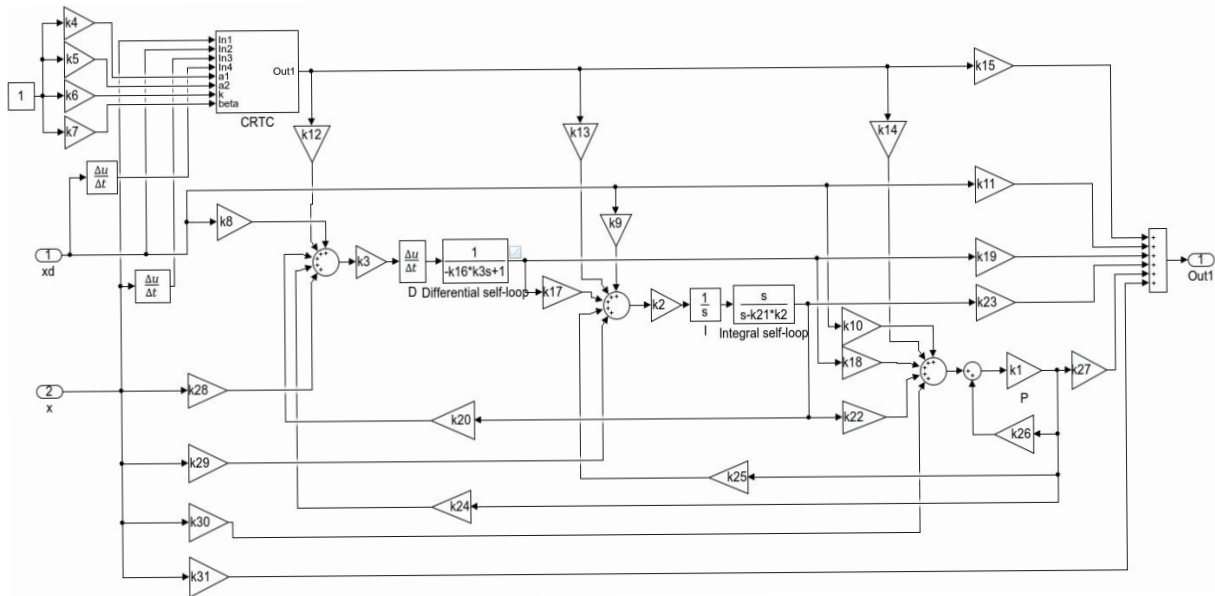 k4
k5
k6
k7
1
In1
In2
In3
In4
a1
a2
k
beta
Out1
CRTC
k12
k13
k14
k15
Δu
Δt
k11
k8
k9
1
xd
k3
Δu
Δt
D
1
-k16*k3s+1
Differential self-loop
k19
Δu
Δt
k17
k2
1
s
I
s
s-k21*k2
Integral self-loop
k23
1
Out1
k10
k18
k1
P
k27
2
x
k28
k20
k22
k26
k29
k25
k30
k24
k31